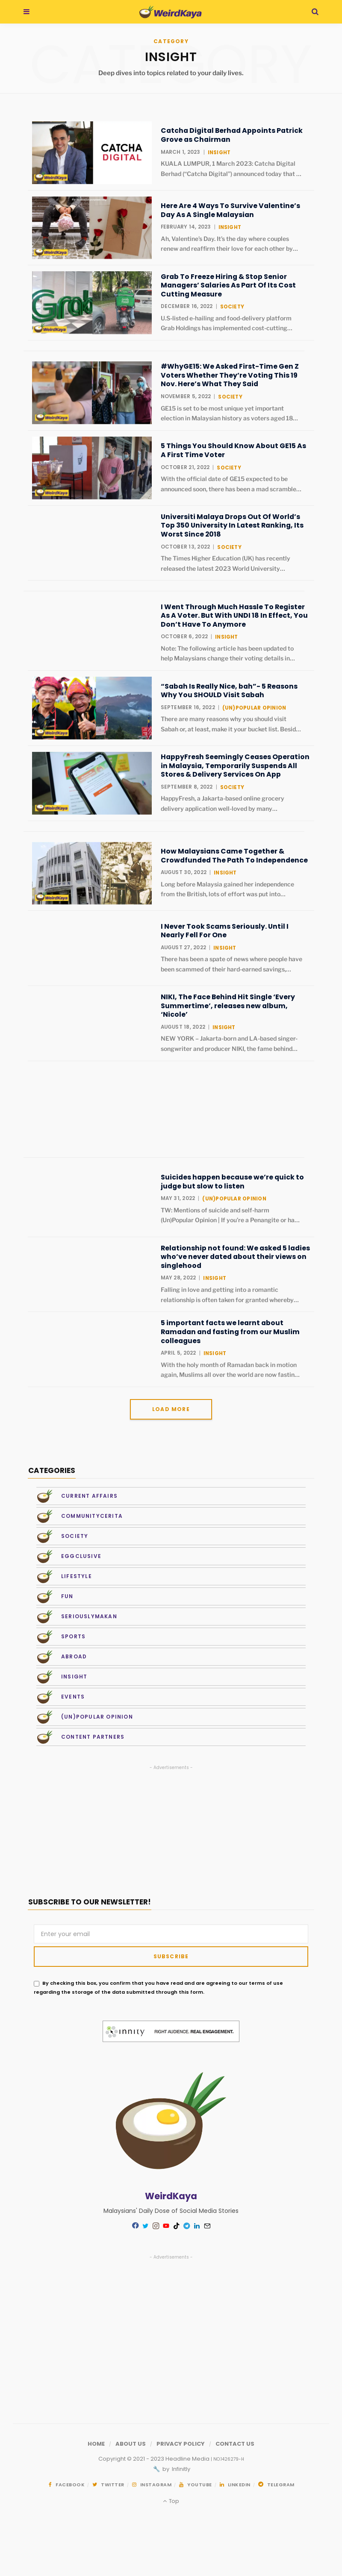 WeirdKaya
CATEGORY
CATEGORY
INSIGHT
Deep dives into topics related to your daily lives.
CATCHA
DIGITAL
WeirdKaya
Catcha Digital Berhad Appoints Patrick
Grove as Chairman
MARCH 1, 2023 | INSIGHT
KUALA LUMPUR, 1 March 2023: Catcha Digital
Berhad (“Catcha Digital”) announced today that ...
WeirdKaya
Here Are 4 Ways To Survive Valentine’s
Day As A Single Malaysian
FEBRUARY 14, 2023 | INSIGHT
Ah, Valentine’s Day. It’s the day where couples
renew and reaffirm their love for each other by...
Grab
WeirdKaya
Grab To Freeze Hiring & Stop Senior
Managers’ Salaries As Part Of Its Cost
Cutting Measure
DECEMBER 16, 2022 | SOCIETY
U.S-listed e-hailing and food-delivery platform
Grab Holdings has implemented cost-cutting...
WeirdKaya
#WhyGE15: We Asked First-Time Gen Z
Voters Whether They’re Voting This 19
Nov. Here’s What They Said
NOVEMBER 5, 2022 | SOCIETY
GE15 is set to be most unique yet important
election in Malaysian history as voters aged 18...
WeirdKaya
5 Things You Should Know About GE15 As
A First Time Voter
OCTOBER 21, 2022 | SOCIETY
With the official date of GE15 expected to be
announced soon, there has been a mad scramble...
Universiti Malaya Drops Out Of World’s
Top 350 University In Latest Ranking, Its
Worst Since 2018
OCTOBER 13, 2022 | SOCIETY
The Times Higher Education (UK) has recently
released the latest 2023 World University...
I Went Through Much Hassle To Register
As A Voter. But With UNDI 18 In Effect, You
Don’t Have To Anymore
OCTOBER 6, 2022 | INSIGHT
Note: The following article has been updated to
help Malaysians change their voting details in...
WeirdKaya
“Sabah Is Really Nice, bah”- 5 Reasons
Why You SHOULD Visit Sabah
SEPTEMBER 16, 2022 | (UN)POPULAR OPINION
There are many reasons why you should visit
Sabah or, at least, make it your bucket list. Besid...
WeirdKaya
HappyFresh Seemingly Ceases Operation
in Malaysia, Temporarily Suspends All
Stores & Delivery Services On App
SEPTEMBER 8, 2022 | SOCIETY
HappyFresh, a Jakarta-based online grocery
delivery application well-loved by many...
WeirdKaya
How Malaysians Came Together &
Crowdfunded The Path To Independence
AUGUST 30, 2022 | INSIGHT
Long before Malaysia gained her independence
from the British, lots of effort was put into...
I Never Took Scams Seriously. Until I
Nearly Fell For One
AUGUST 27, 2022 | INSIGHT
There has been a spate of news where people have
been scammed of their hard-earned savings,...
NIKI, The Face Behind Hit Single ‘Every
Summertime’, releases new album,
‘Nicole’
AUGUST 18, 2022 | INSIGHT
NEW YORK – Jakarta-born and LA-based singer-
songwriter and producer NIKI, the fame behind...
Suicides happen because we’re quick to
judge but slow to listen
MAY 31, 2022 | (UN)POPULAR OPINION
TW: Mentions of suicide and self-harm
(Un)Popular Opinion | If you’re a Penangite or ha...
Relationship not found: We asked 5 ladies
who’ve never dated about their views on
singlehood
MAY 28, 2022 | INSIGHT
Falling in love and getting into a romantic
relationship is often taken for granted whereby...
5 important facts we learnt about
Ramadan and fasting from our Muslim
colleagues
APRIL 5, 2022 | INSIGHT
With the holy month of Ramadan back in motion
again, Muslims all over the world are now fastin...
LOAD MORE
CATEGORIES
CURRENT AFFAIRS
COMMUNITYCERITA
SOCIETY
EGGCLUSIVE
LIFESTYLE
FUN
SERIOUSLYMAKAN
SPORTS
ABROAD
INSIGHT
EVENTS
(UN)POPULAR OPINION
CONTENT PARTNERS
- Advertisements -
SUBSCRIBE TO OUR NEWSLETTER!
Enter your email
SUBSCRIBE
By checking this box, you confirm that you have read and are agreeing to our terms of use
regarding the storage of the data submitted through this form.
innity RIGHT AUDIENCE. REAL ENGAGEMENT.
WeirdKaya
Malaysians' Daily Dose of Social Media Stories
- Advertisements -
HOME / ABOUT US / PRIVACY POLICY / CONTACT US
Copyright © 2021 - 2023 Headline Media | NO1426279-H
by Infinitly
FACEBOOK / TWITTER / INSTAGRAM / YOUTUBE / LINKEDIN / TELEGRAM
Top